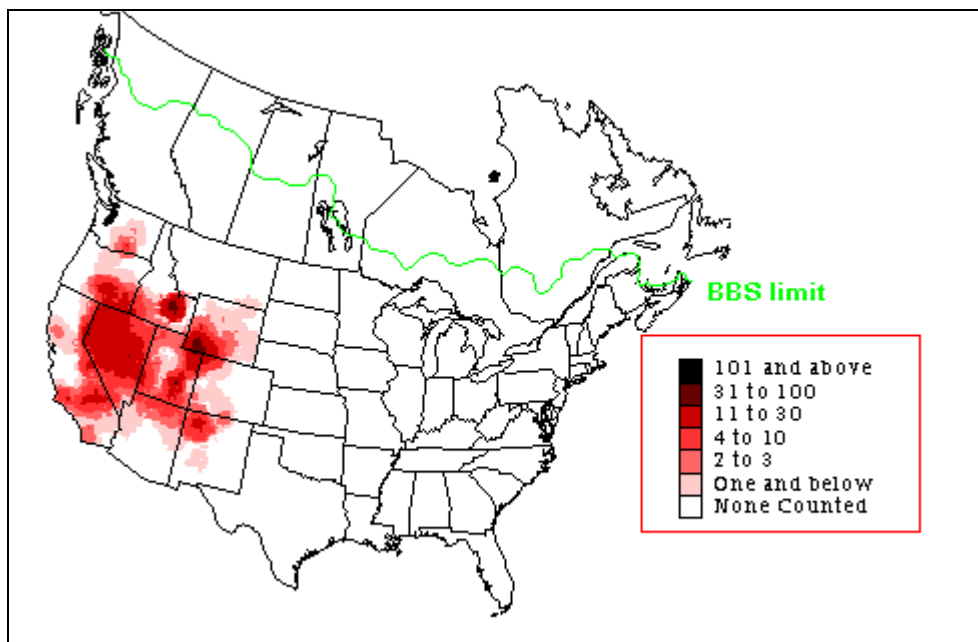 BBS limit
101 and above
31 to 100
11 to 30
4 to 10
2 to 3
One and below
None Counted